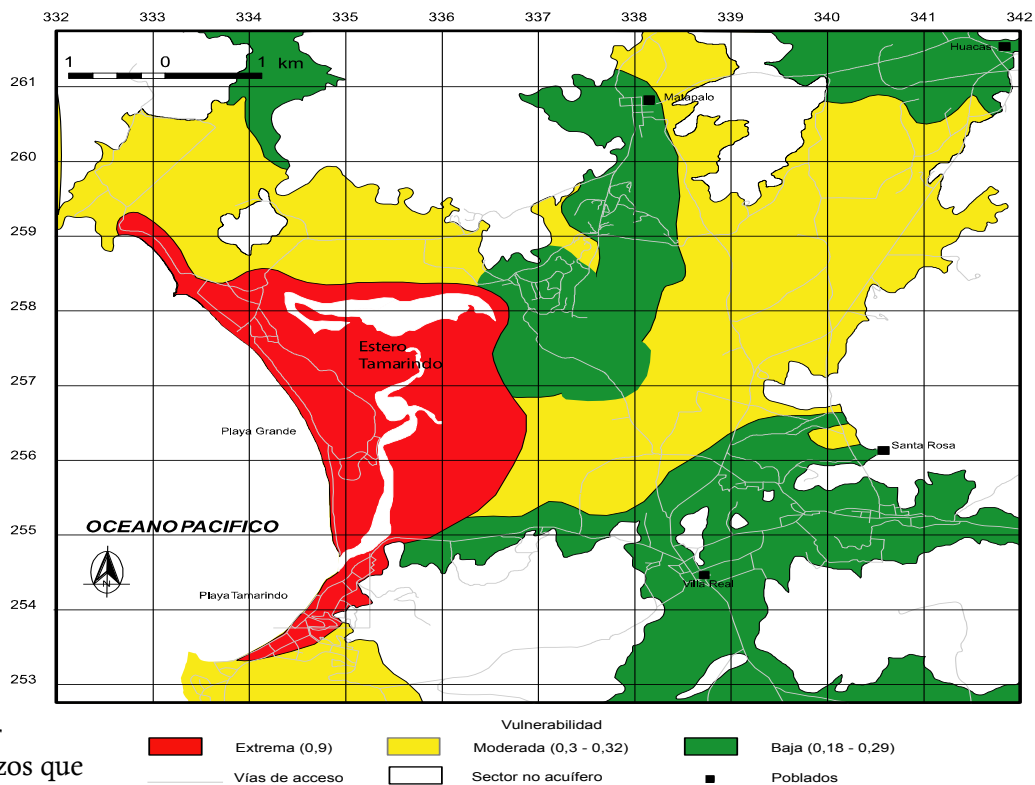 332 333 334 335 336 337 338 339 340 341 342
Huacas
1 0 1 km
261
Matapalo
260
259
258
Estero
Tamarindo
257
Playa Grande
Santa Rosa
256
OCEANO PACIFICO
255
N
Villa Real
Playa Tamarindo
254
253
Vulnerabilidad
Extrema (0,9) Moderada (0,3 - 0,32) Baja (0,18 - 0,29)
zos que
Vías de acceso Sector no acuífero Poblados